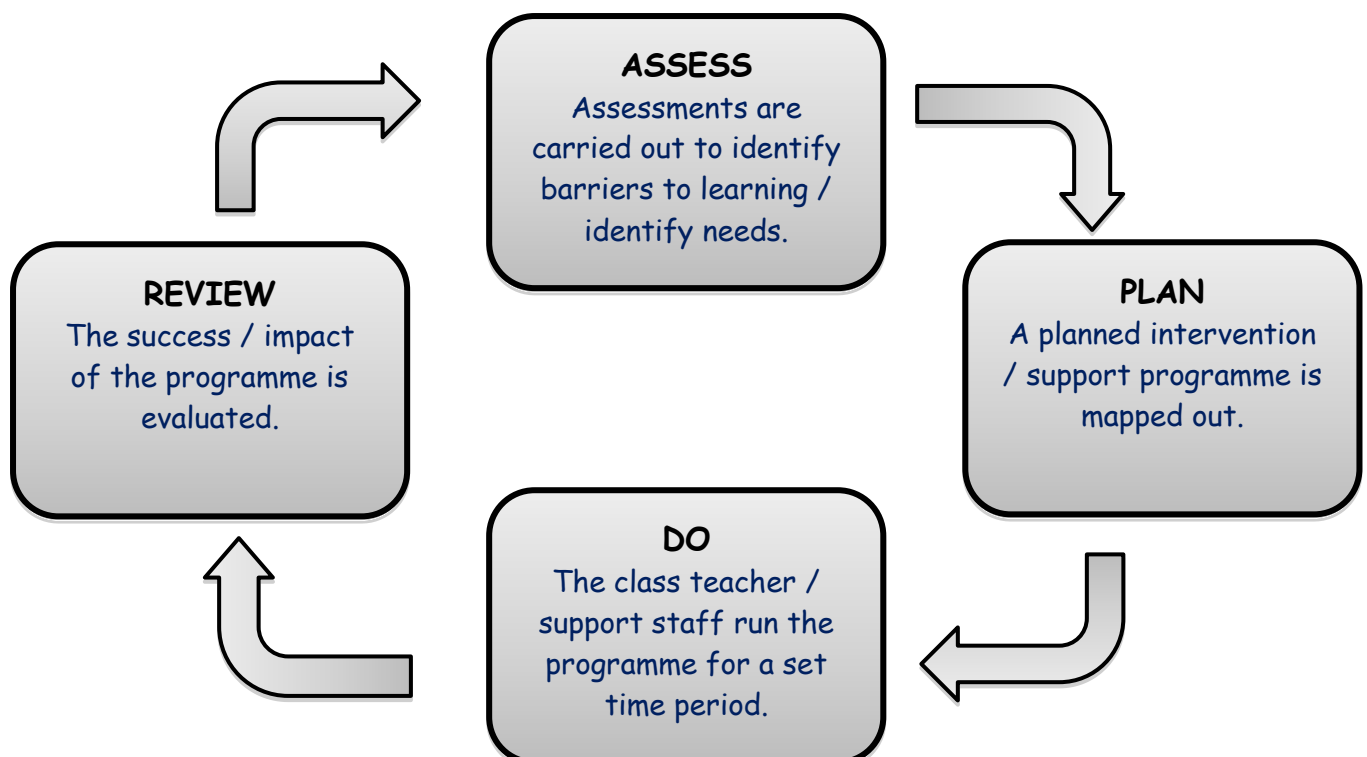 ASSESS
Assessments are
carried out to identify
barriers to learning /
identify needs.
PLAN
A planned intervention
/ support programme is
mapped out.
DO
The class teacher /
support staff run the
programme for a set
time period.
REVIEW
The success / impact
of the programme is
evaluated.